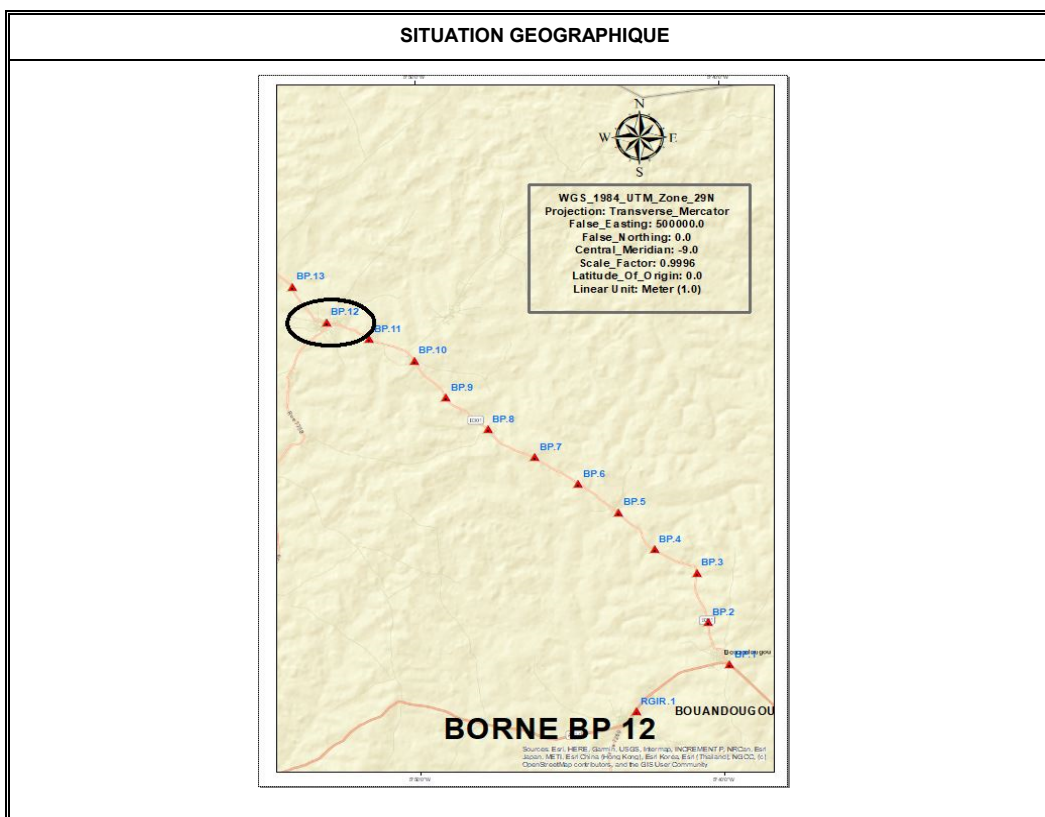 SITUATION GEOGRAPHIQUE
N
W E
S
WGS_1984_UTM_Zone_29N
Projection: Transverse_Mercator
False_Easting: 500000.0
False_Northing: 0.0
Central_Meridian: -9.0
Scale_Factor: 0.9996
Latitude_Of_Origin: 0.0
Linear Unit: Meter (1.0)
BP.13
BP.12
BP.11
BP.10
BP.9
BP.8
BP.7
BP.6
BP.5
BP.4
BP.3
BP.2
BP.1
RGIR.1
BOUANDOUGOU
BORNE BP 12
Sources: Esri, HERE, Garmin, USGS, Intermap, INCREMENT P, NRCan, Esri
Japan, METI, Esri China (Hong Kong), Esri Korea, Esri (Thailand), NGCC, (c)
OpenStreetMap contributors, and the GIS User Community